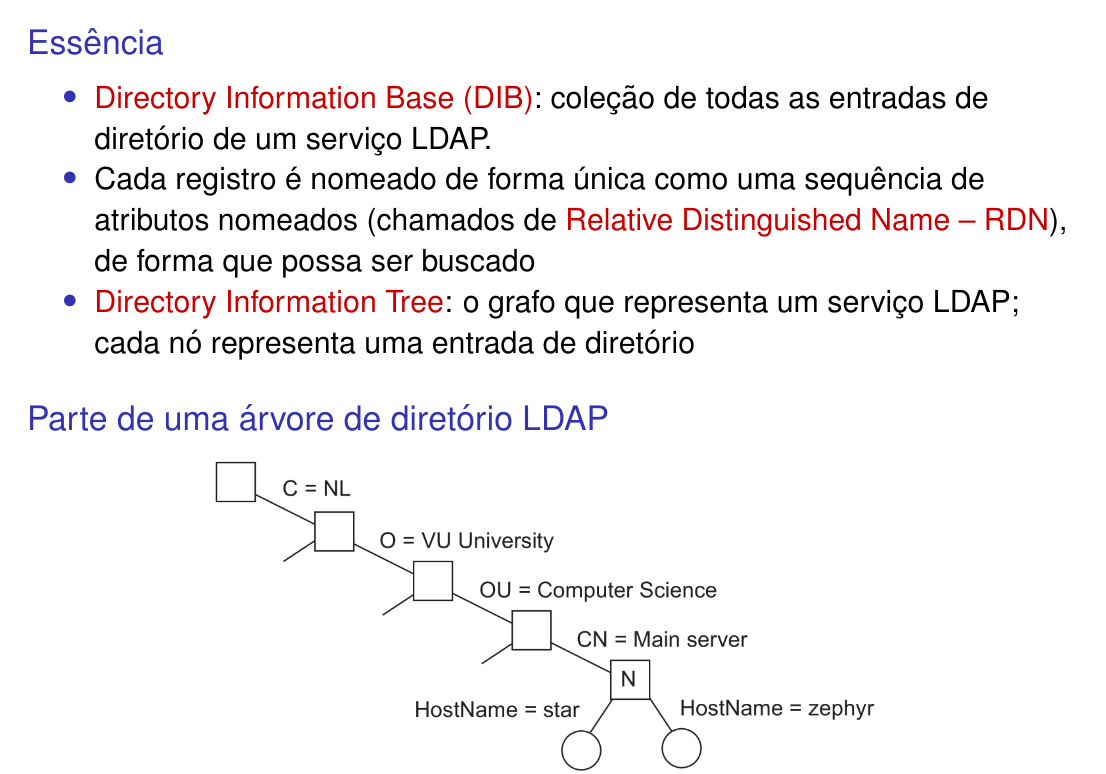 Essência
• Directory Information Base (DIB): coleção de todas as entradas de
diretório de um serviço LDAP.
• Cada registro é nomeado de forma única como uma sequência de
atributos nomeados (chamados de Relative Distinguished Name – RDN),
de forma que possa ser buscado
• Directory Information Tree: o grafo que representa um serviço LDAP;
cada nó representa uma entrada de diretório
Parte de uma árvore de diretório LDAP
C = NL
O = VU University
OU = Computer Science
CN = Main server
N
HostName = star
HostName = zephyr